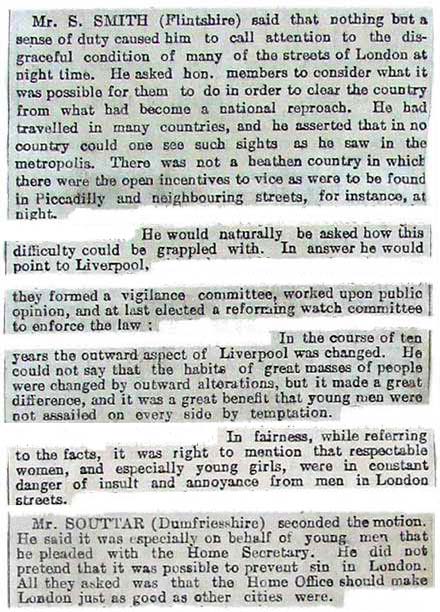 Mr. S. SMITH (Flintshire) said that nothing but a
sense of duty caused him to call attention to the dis-
graceful condition of many of the streets of London at
night time. He asked hon. members to consider what it
was possible for them to do in order to clear the country
from what had become a national reproach. He had
travelled in many countries, and he asserted that in no
country could one see such sights as he saw in the
metropolis. There was not a heathen country in which
there were the open incentives to vice as were to be found
in Piccadilly and neighbouring streets, for instance, at
night.
He would naturally be asked how this
difficulty could be grappled with. In answer he would
point to Liverpool,
they formed a vigilance committee, worked upon public
opinion, and at last elected a reforming watch committee
to enforce the law :
In the course of ten
years the outward aspect of Liverpool was changed. He
could not say that the habits of great masses of people
were changed by outward alterations, but it made a great
difference, and it was a great benefit that young men were
not assailed on every side by temptation.
In fairness, while referring
to the facts, it was right to mention that respectable
women, and especially young girls, were in constant
danger of insult and annoyance from men in London
streets.
Mr. SOUTTAR (Dumfriesshire) seconded the motion.
He said it was especially on behalf of young men that
he pleaded with the Home Secretary. He did not
pretend that it was possible to prevent sin in London.
All they asked was that the Home Office should make
London just as good as other cities were.